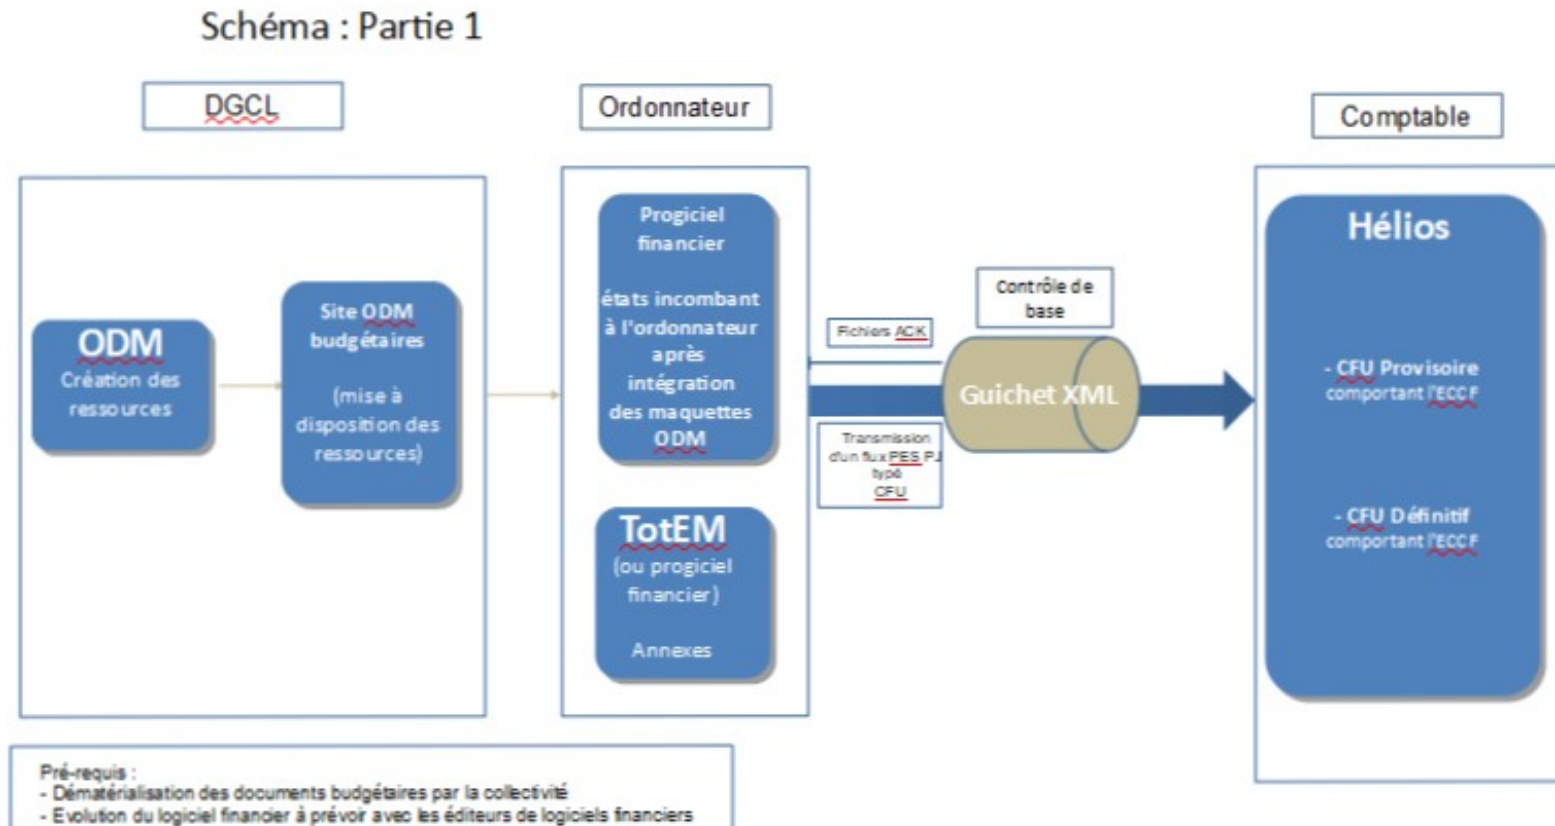 Schéma : Partie 1
DGCL
Ordonnateur
Comptable
ODM
Création des
ressources
Site ODM
budgétaires
(mise à
disposition des
ressources)
Progiciel
financier
états incombant
à l'ordonnateur
après
intégration
des maquettes
ODM
TotEM
(ou progiciel
financier)
Annexes
Fichiers ACK
Transmission
d'un flux PES PJ
typé
CFU
Contrôle de
base
Guichet XML
Hélios
- CFU Provisoire
comportant l'ECCF
- CFU Définitif
comportant l'ECCF
Pré-requis :
- Dématérialisation des documents budgétaires par la collectivité
- Evolution du logiciel financier à prévoir avec les éditeurs de logiciels financiers